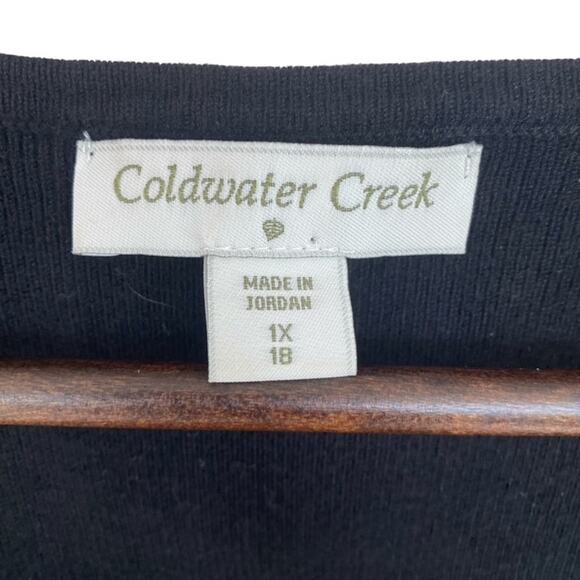 Coldwater Creek
MADE IN
JORDAN
1X
18